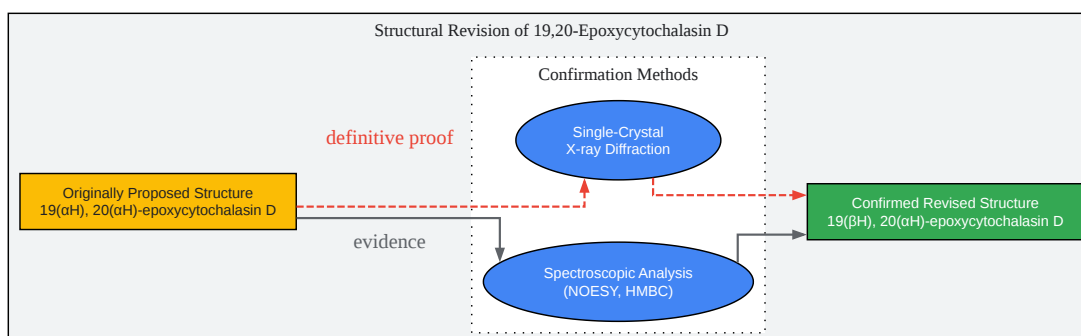 Structural Revision of 19,20-Epoxycytochalasin D
Confirmation Methods
definitive proof
Single-Crystal
X-ray Diffraction
Originally Proposed Structure
19(αH), 20(αH)-epoxycytochalasin D
Confirmed Revised Structure
19(βH), 20(αH)-epoxycytochalasin D
evidence
Spectroscopic Analysis
(NOESY, HMBC)